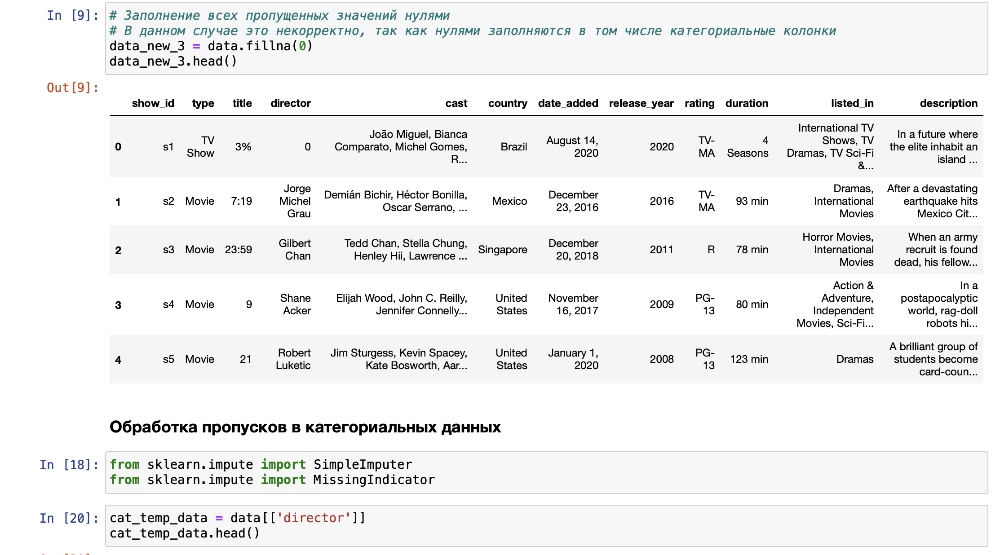 In [9]:
# Заполнение всех пропущенных значений нулями
# В данном случае это некорректно, так как нулями заполняются в том числе категориальные колонки
data_new_3 = data.fillna(0)
data_new_3.head()
Out[9]:
show_id type title director cast country date_added release_year rating duration listed_in description
0 s1 TV Show 3% 0 João Miguel, Bianca Comparato, Michel Gomes, R... Brazil August 14, 2020 2020 TV-MA 4 Seasons International TV Shows, TV Dramas, TV Sci-Fi &... In a future where the elite inhabit an island ...
1 s2 Movie 7:19 Jorge Michel Grau Demián Bichir, Héctor Bonilla, Oscar Serrano, ... Mexico December 23, 2016 2016 TV-MA 93 min Dramas, International Movies After a devastating earthquake hits Mexico Cit...
2 s3 Movie 23:59 Gilbert Chan Tedd Chan, Stella Chung, Henley Hii, Lawrence ... Singapore December 20, 2018 2011 R 78 min Horror Movies, International Movies When an army recruit is found dead, his fellow...
3 s4 Movie 9 Shane Acker Elijah Wood, John C. Reilly, Jennifer Connelly... United States November 16, 2017 2009 PG-13 80 min Action & Adventure, Independent Movies, Sci-Fi... In a postapocalyptic world, rag-doll robots hi...
4 s5 Movie 21 Robert Luketic Jim Sturgess, Kevin Spacey, Kate Bosworth, Aar... United States January 1, 2020 2008 PG-13 123 min Dramas A brilliant group of students become card-coun...
Обработка пропусков в категориальных данных
In [18]:
from sklearn.impute import SimpleImputer
from sklearn.impute import MissingIndicator
In [20]:
cat_temp_data = data[['director']]
cat_temp_data.head()